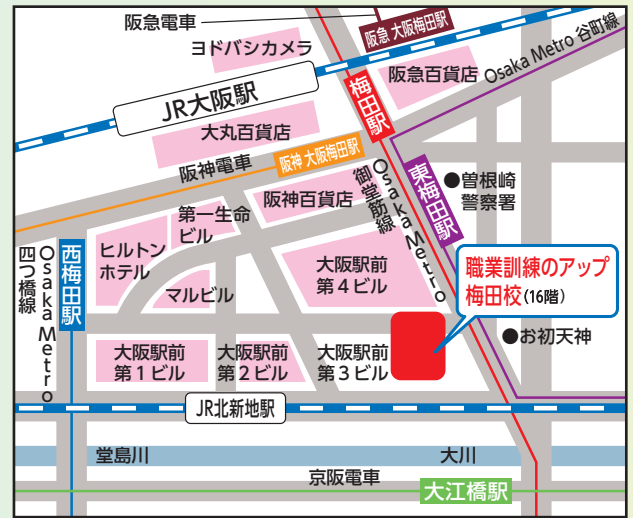 阪急電車
阪急 大阪梅田駅
ヨドバシカメラ
阪急百貨店
Osaka Metro 谷町線
JR大阪駅
梅田駅
大丸百貨店
阪神電車
阪神 大阪梅田駅
阪神百貨店
御堂筋線
Osaka Metro
東梅田駅
●曽根崎
警察署
第一生命
ビル
ヒルトン
ホテル
マルビル
西梅田駅
Osaka Metro
四つ橋線
大阪駅前
第4ビル
職業訓練のアップ
梅田校(16階)
●お初天神
大阪駅前
第1ビル
大阪駅前
第2ビル
大阪駅前
第3ビル
JR北新地駅
堂島川
大川
京阪電車
大江橋駅